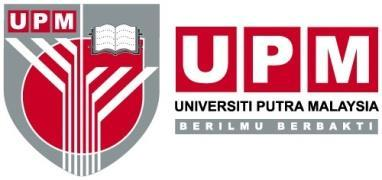 UPM
UPM
UNIVERSITI PUTRA MALAYSIA
BERILMU BERBAKTI